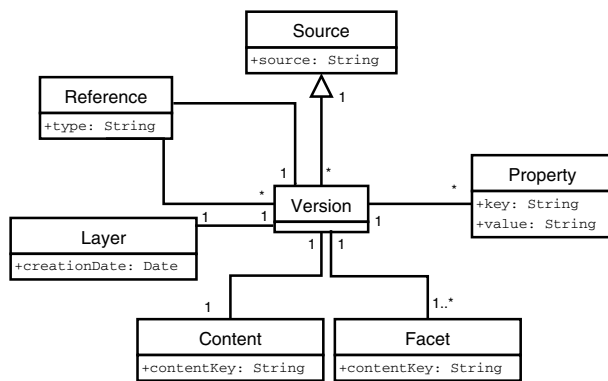 Source
+source: String
1
Reference
+type: String
1
*
*
Version
1
1
1
1
1
*
Property
+key: String
+value: String
Layer
+creationDate: Date
1
1..*
Content
+contentKey: String
Facet
+contentKey: String